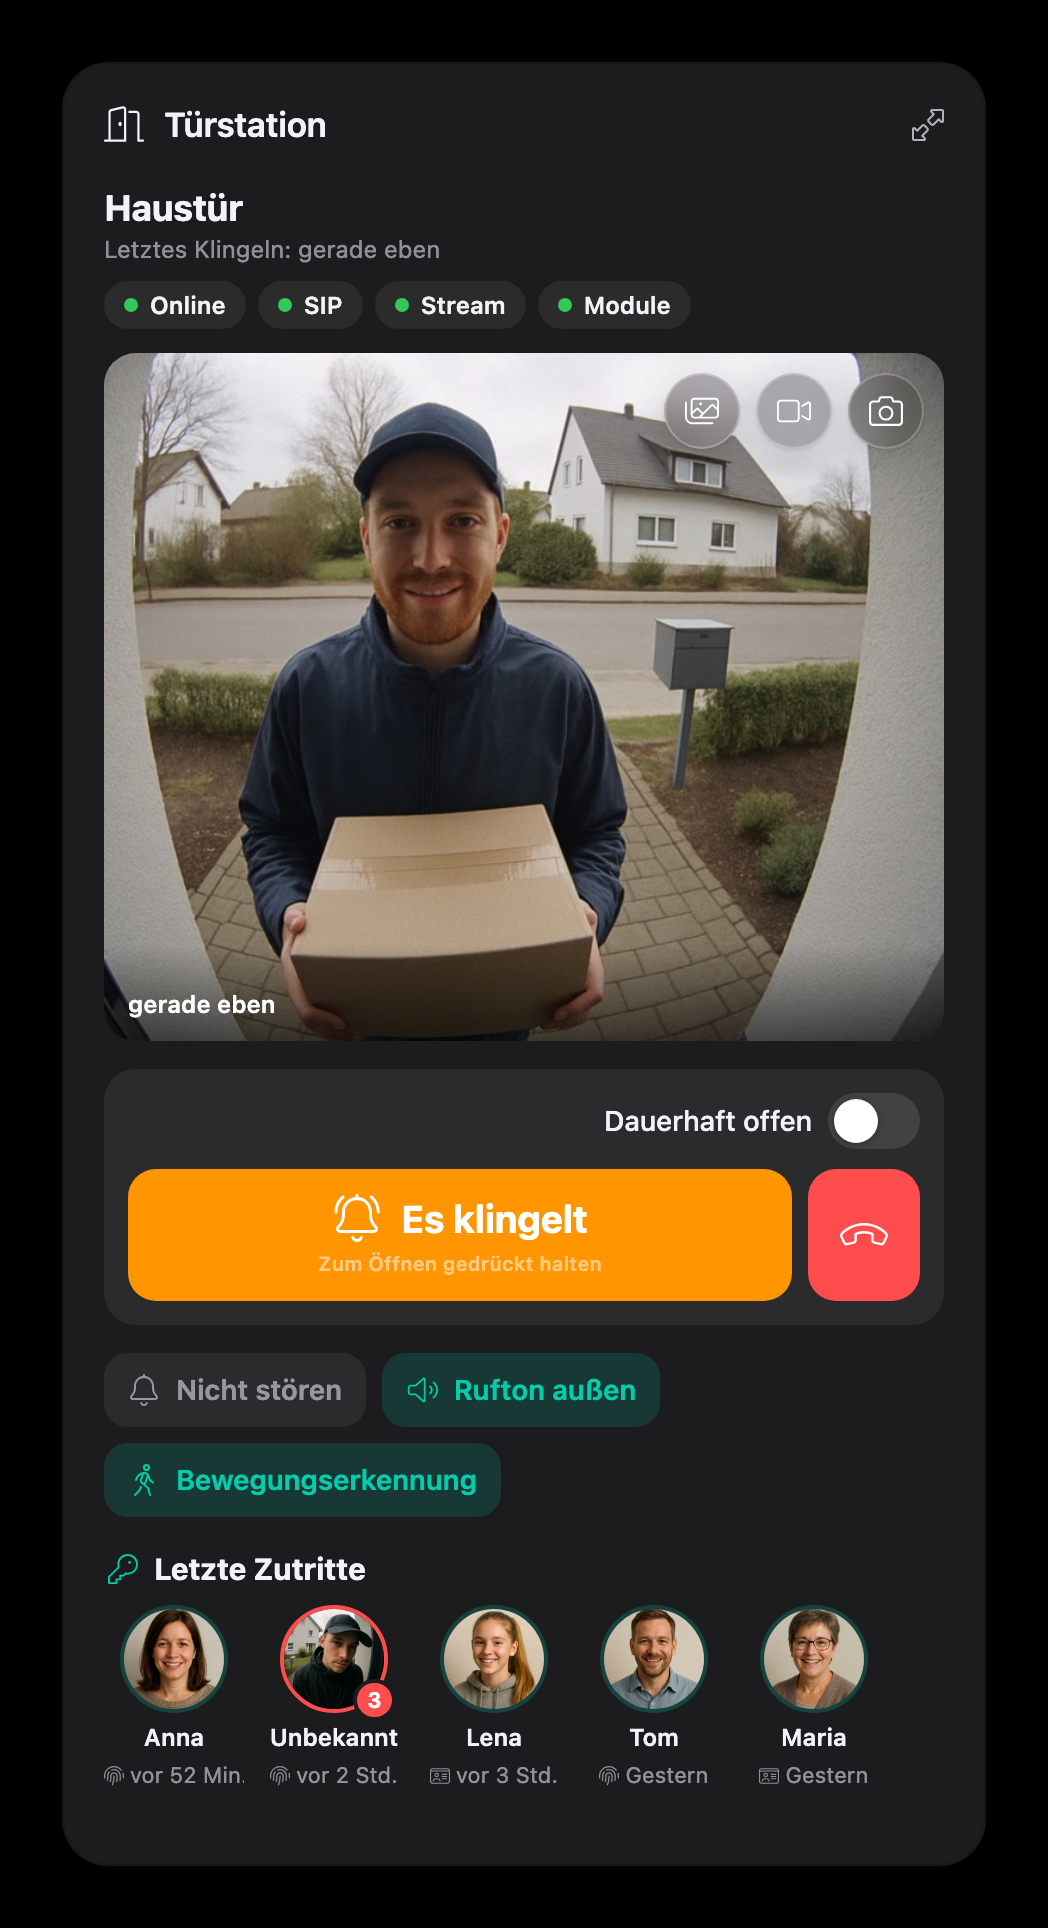 Türstation
Haustür
Letztes Klingeln: gerade eben
Online SIP Stream Module
gerade eben
Dauerhaft offen
Es klingelt
Zum Öffnen gedrückt halten
Nicht stören Rufton außen
Bewegungserkennung
Letzte Zutritte
3
Anna Unbekannt Lena Tom Maria
vor 52 Min. vor 2 Std. vor 3 Std. Gestern Gestern